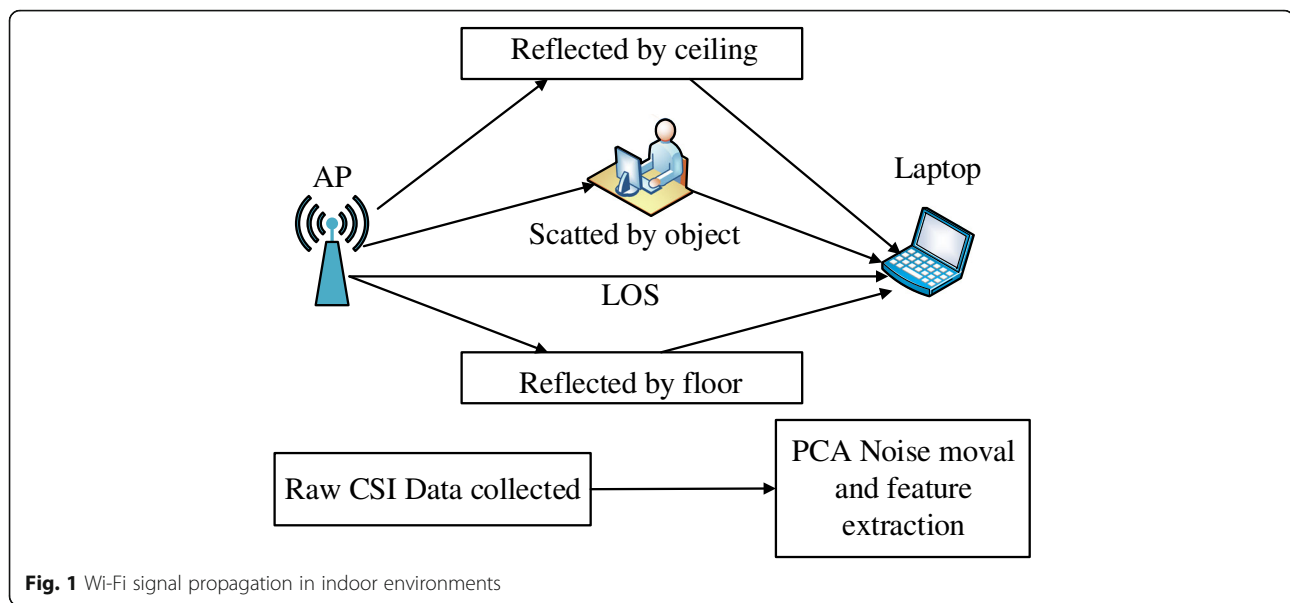 Reflected by ceiling
AP
Laptop
Scatted by object
LOS
Reflected by floor
Raw CSI Data collected
PCA Noise moval
and feature
extraction
Fig. 1 Wi-Fi signal propagation in indoor environments